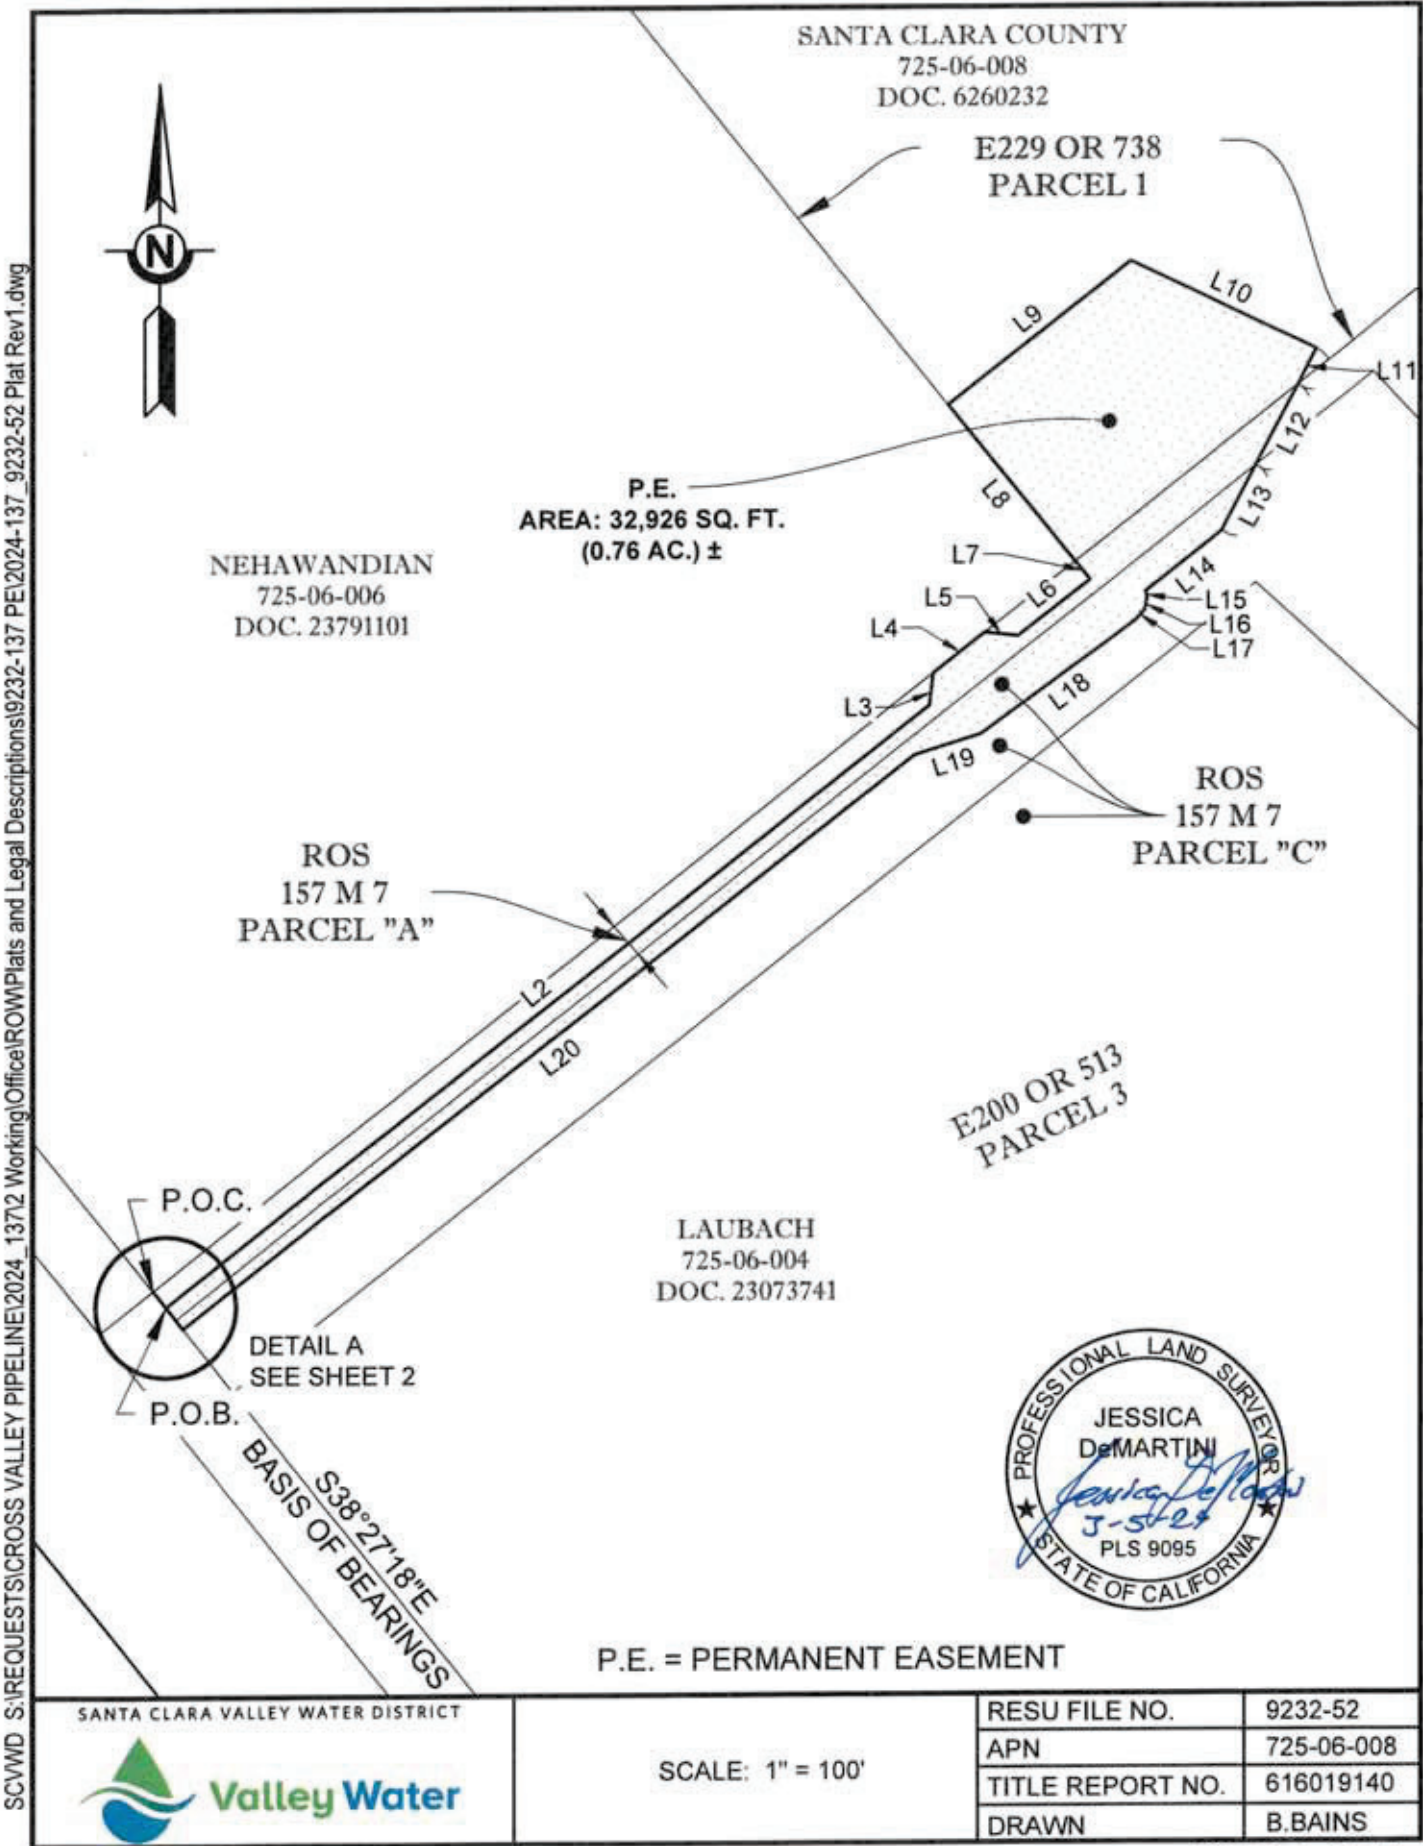 SCVWD S:\REQUESTS\CROSS VALLEY PIPELINE\2024_137\2 Working\Office\ROW\Plats and Legal Descriptions\9232-137 PE\2024-137_9232-52 Plat Rev1.dwg
SANTA CLARA COUNTY
725-06-008
DOC. 6260232
E229 OR 738
PARCEL 1
N
L10
L9
L11
L12
L8
L13
P.E.
AREA: 32,926 SQ. FT.
(0.76 AC.) ±
NEHAWANDIAN
725-06-006
DOC. 23791101
L7
L6
L5
L4
L3
L14
L15
L16
L17
L18
L19
ROS
157 M 7
PARCEL "C"
ROS
157 M 7
PARCEL "A"
L2
L20
E200 OR 513
PARCEL 3
P.O.C.
LAUBACH
725-06-004
DOC. 23073741
DETAIL A
SEE SHEET 2
P.O.B.
S38°27'18"E
BASIS OF BEARINGS
PROFESSIONAL LAND SURVEYOR
JESSICA
DeMARTINI
Jessica DeMartini
3-5-24
PLS 9095
STATE OF CALIFORNIA
P.E. = PERMANENT EASEMENT
SANTA CLARA VALLEY WATER DISTRICT
Valley Water
SCALE: 1" = 100'
RESU FILE NO. 9232-52
APN 725-06-008
TITLE REPORT NO. 616019140
DRAWN B.BAINS